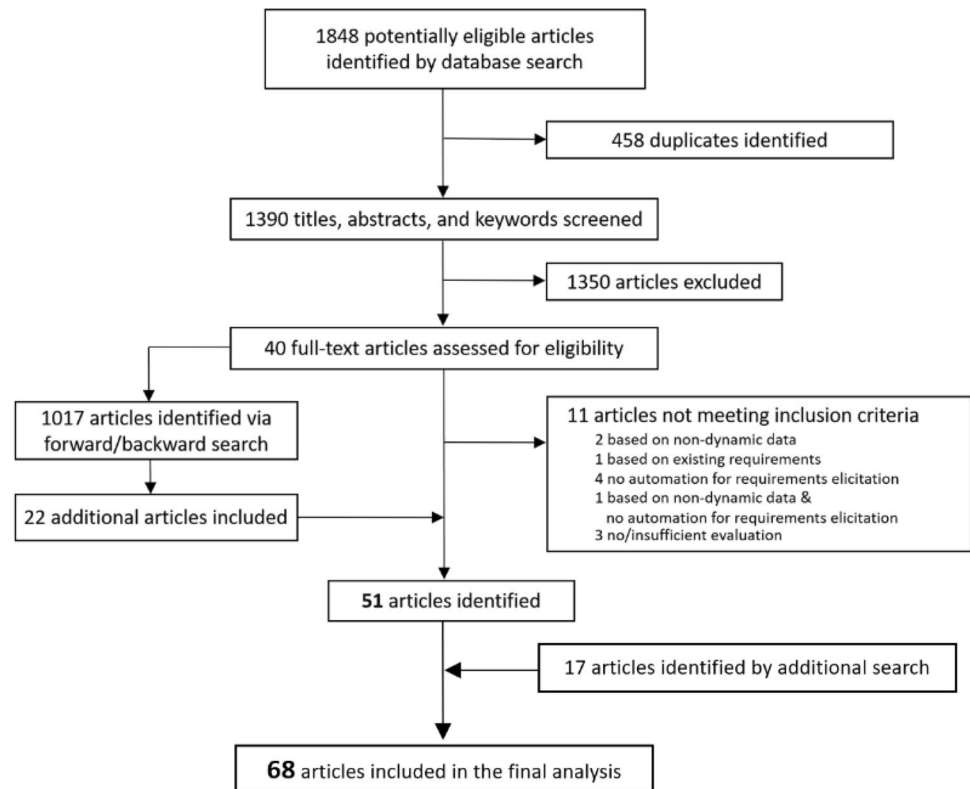 1848 potentially eligible articles
identified by database search
458 duplicates identified
1390 titles, abstracts, and keywords screened
1350 articles excluded
40 full-text articles assessed for eligibility
1017 articles identified via
forward/backward search
22 additional articles included
11 articles not meeting inclusion criteria
2 based on non-dynamic data
1 based on existing requirements
4 no automation for requirements elicitation
1 based on non-dynamic data &
no automation for requirements elicitation
3 no/insufficient evaluation
51 articles identified
17 articles identified by additional search
68 articles included in the final analysis